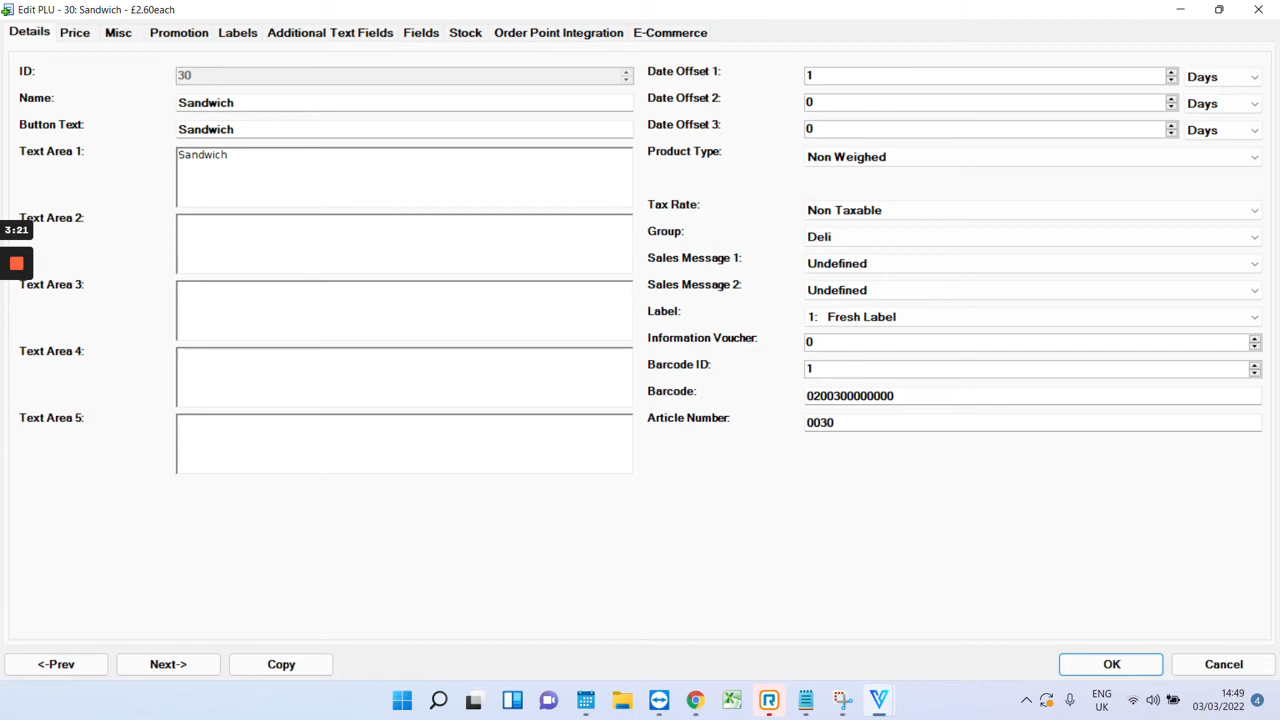 Edit PLU - 30: Sandwich - £2.60each
Details Price Misc Promotion Labels Additional Text Fields Fields Stock Order Point Integration E-Commerce
ID: 30
Name: Sandwich
Button Text: Sandwich
Text Area 1: Sandwich
Text Area 2:
Text Area 3:
Text Area 4:
Text Area 5:
Date Offset 1: 1 Days
Date Offset 2: 0 Days
Date Offset 3: 0 Days
Product Type: Non Weighed
Tax Rate: Non Taxable
Group: Deli
Sales Message 1: Undefined
Sales Message 2: Undefined
Label: 1: Fresh Label
Information Voucher: 0
Barcode ID: 1
Barcode: 0200300000000
Article Number: 0030
3:21
<-Prev Next-> Copy OK Cancel
ENG 14:38
UK 03/03/2025 4